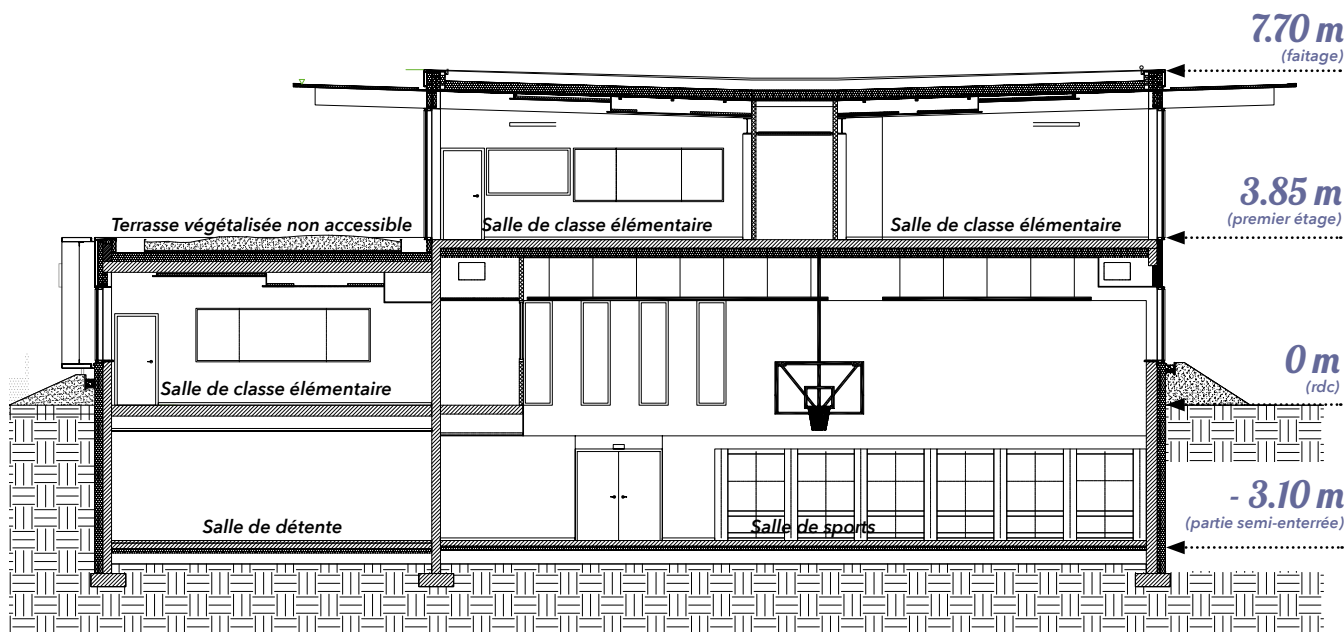 7.70 m
(faitage)
3.85 m
(premier étage)
Terrasse végétalisée non accessible
Salle de classe élémentaire
Salle de classe élémentaire
0 m
(rdc)
Salle de classe élémentaire
- 3.10 m
(partie semi-enterrée)
Salle de détente
Salle de sports